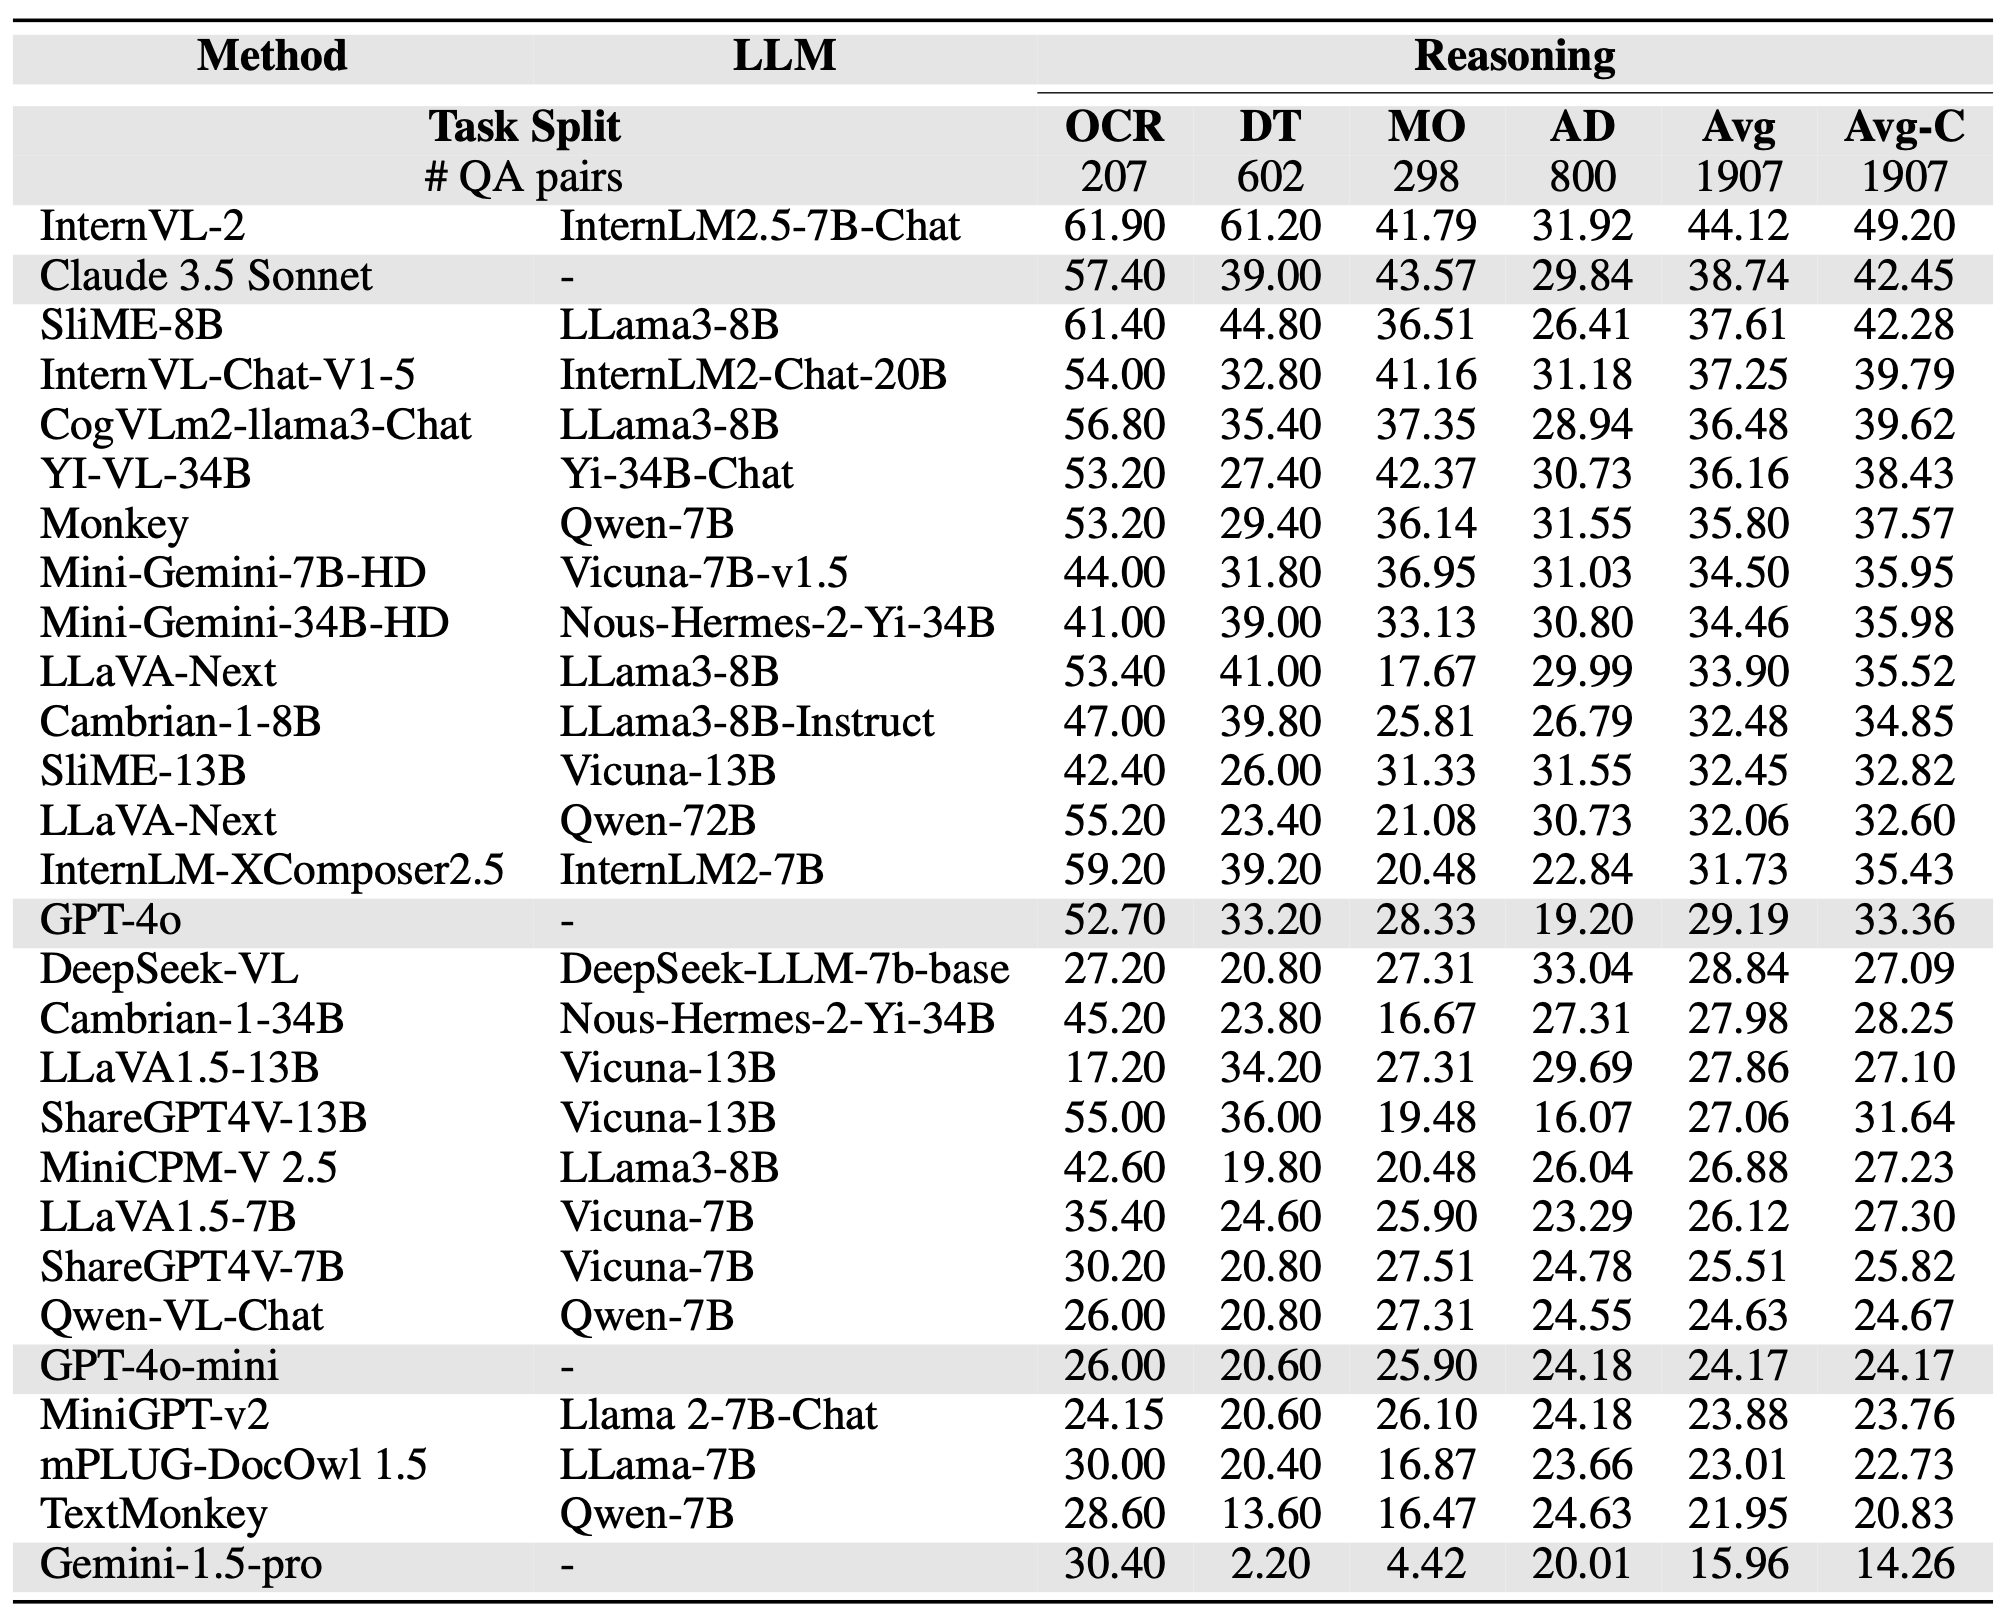 Method LLM Reasoning
Task Split OCR DT MO AD Avg Avg-C
# QA pairs 207 602 298 800 1907 1907
InternVL-2 InternLM2.5-7B-Chat 61.90 61.20 41.79 31.92 44.12 49.20
Claude 3.5 Sonnet - 57.40 39.00 43.57 29.84 38.74 42.45
SliME-8B LLama3-8B 61.40 44.80 36.51 26.41 37.61 42.28
InternVL-Chat-V1-5 InternLM2-Chat-20B 54.00 32.80 41.16 31.18 37.25 39.79
CogVLm2-llama3-Chat LLama3-8B 56.80 35.40 37.35 28.94 36.48 39.62
YI-VL-34B Yi-34B-Chat 53.20 27.40 42.37 30.73 36.16 38.43
Monkey Qwen-7B 53.20 29.40 36.14 31.55 35.80 37.57
Mini-Gemini-7B-HD Vicuna-7B-v1.5 44.00 31.80 36.95 31.03 34.50 35.95
Mini-Gemini-34B-HD Nous-Hermes-2-Yi-34B 41.00 39.00 33.13 30.80 34.46 35.98
LLaVA-Next LLama3-8B 53.40 41.00 17.67 29.99 33.90 35.52
Cambrian-1-8B LLama3-8B-Instruct 47.00 39.80 25.81 26.79 32.48 34.85
SliME-13B Vicuna-13B 42.40 26.00 31.33 31.55 32.45 32.82
LLaVA-Next Qwen-72B 55.20 23.40 21.08 30.73 32.06 32.60
InternLM-XComposer2.5 InternLM2-7B 59.20 39.20 20.48 22.84 31.73 35.43
GPT-4o - 52.70 33.20 28.33 19.20 29.19 33.36
DeepSeek-VL DeepSeek-LLM-7b-base 27.20 20.80 27.31 33.04 28.84 27.09
Cambrian-1-34B Nous-Hermes-2-Yi-34B 45.20 23.80 16.67 27.31 27.98 28.25
LLaVA1.5-13B Vicuna-13B 17.20 34.20 27.31 29.69 27.86 27.10
ShareGPT4V-13B Vicuna-13B 55.00 36.00 19.48 16.07 27.06 31.64
MiniCPM-V 2.5 LLama3-8B 42.60 19.80 20.48 26.04 26.88 27.23
LLaVA1.5-7B Vicuna-7B 35.40 24.60 25.90 23.29 26.12 27.30
ShareGPT4V-7B Vicuna-7B 30.20 20.80 27.51 24.78 25.51 25.82
Qwen-VL-Chat Qwen-7B 26.00 20.80 27.31 24.55 24.63 24.67
GPT-4o-mini - 26.00 20.60 25.90 24.18 24.17 24.17
MiniGPT-v2 Llama 2-7B-Chat 24.15 20.60 26.10 24.18 23.88 23.76
mPLUG-DocOwl 1.5 LLama-7B 30.00 20.40 16.87 23.66 23.01 22.73
TextMonkey Qwen-7B 28.60 13.60 16.47 24.63 21.95 20.83
Gemini-1.5-pro - 30.40 2.20 4.42 20.01 15.96 14.26